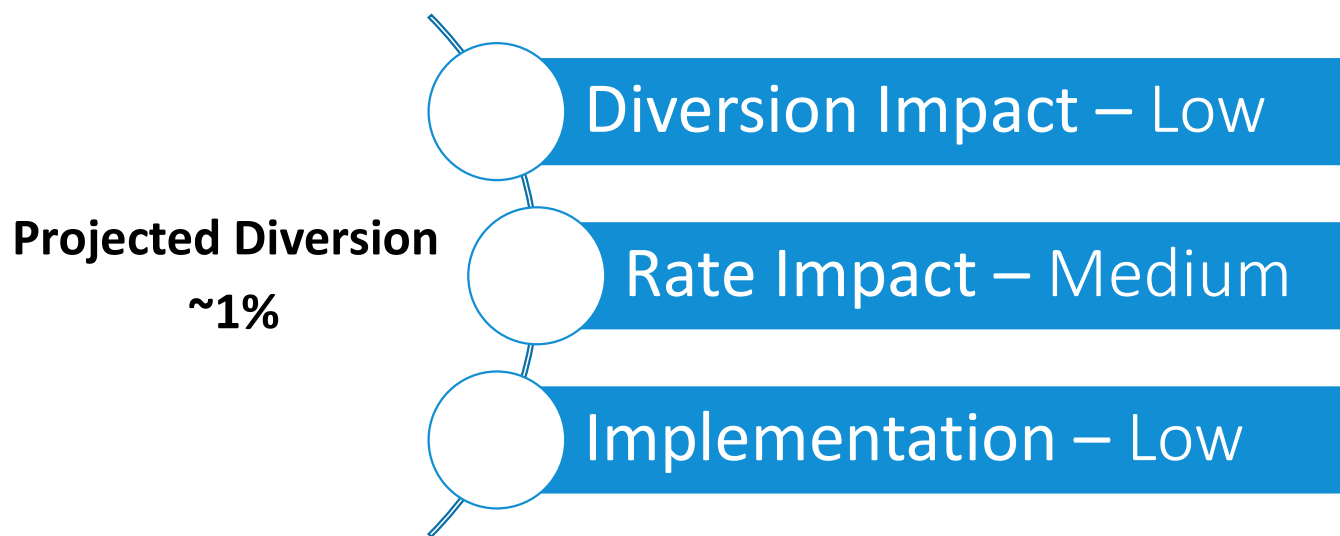 Projected Diversion
~1%
Diversion Impact – Low
Rate Impact – Medium
Implementation – Low